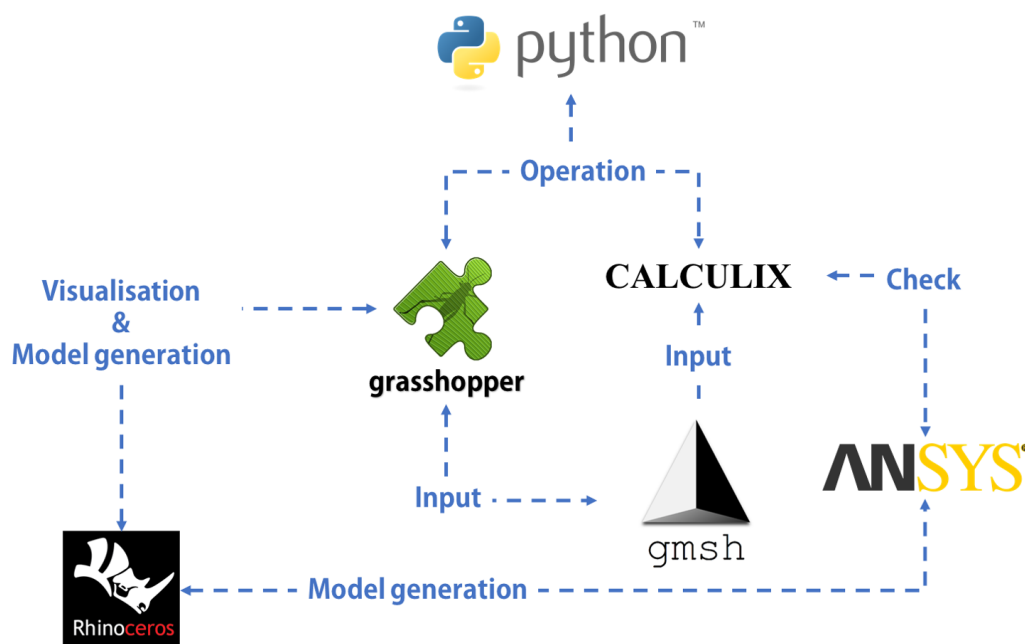 python™
Operation
Visualisation
&
Model generation
grasshopper
CALCULIX
Check
Input
Input
gmsh
ANSYS®
Model generation
Rhinoceros